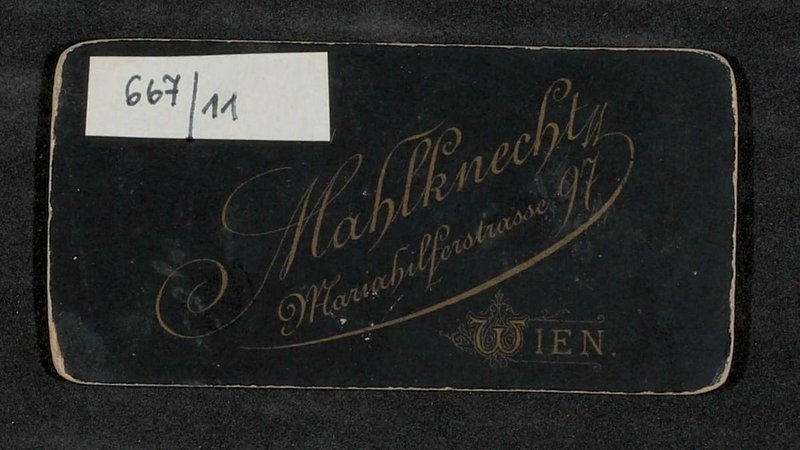 667/11
Mahlknecht
Mariahilferstrasse 97
WIEN.